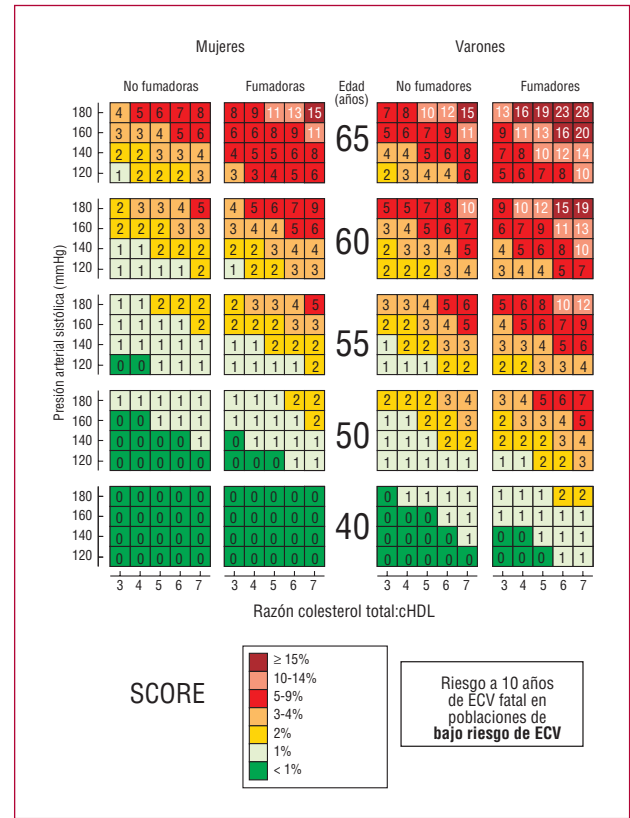 Mujeres Varones
No fumadoras Fumadoras Edad (años) No fumadores Fumadores
Presión arterial sistólica (mmHg)
65
180 4 5 6 7 8 8 9 11 13 15 7 8 10 12 15 13 16 19 23 28
160 3 3 4 5 6 6 6 8 9 11 5 6 7 9 11 9 11 13 16 20
140 2 2 3 3 4 4 5 5 6 8 4 4 5 6 8 7 8 10 12 14
120 1 2 2 2 3 3 3 4 5 6 2 3 4 4 6 5 6 7 8 10
60
180 2 3 3 4 5 4 5 6 7 9 5 5 7 8 10 9 10 12 15 19
160 2 2 2 3 3 3 4 4 5 6 3 4 5 6 7 6 7 9 11 13
140 1 1 2 2 2 2 2 3 4 4 2 3 3 4 5 4 5 6 8 10
120 1 1 1 1 2 1 2 2 3 3 2 2 2 3 4 3 4 4 5 7
55
180 1 1 2 2 2 2 3 3 4 5 3 3 4 5 6 5 6 8 10 12
160 1 1 1 1 2 2 2 2 3 3 2 2 3 4 5 4 5 6 7 9
140 1 1 1 1 1 1 1 2 2 2 1 2 2 3 3 3 3 4 5 6
120 0 0 1 1 1 1 1 1 1 2 1 1 1 2 2 2 2 3 3 4
50
180 1 1 1 1 1 1 1 1 2 2 2 2 2 3 4 3 4 5 6 7
160 0 0 1 1 1 1 1 1 1 2 1 1 2 2 3 2 3 3 4 5
140 0 0 0 0 1 0 1 1 1 1 1 1 1 2 2 2 2 2 3 4
120 0 0 0 0 0 0 0 0 1 1 1 1 1 1 1 1 1 2 2 3
40
180 0 0 0 0 0 0 0 0 0 0 0 1 1 1 1 1 1 1 2 2
160 0 0 0 0 0 0 0 0 0 0 0 0 0 1 1 1 1 1 1 1
140 0 0 0 0 0 0 0 0 0 0 0 0 0 0 1 0 0 1 1 1
120 0 0 0 0 0 0 0 0 0 0 0 0 0 0 0 0 0 0 1 1
3 4 5 6 7 3 4 5 6 7 3 4 5 6 7 3 4 5 6 7
Razón colesterol total:cHDL
SCORE
≥ 15%
10-14%
5-9%
3-4%
2%
1%
< 1%
Riesgo a 10 años
de ECV fatal en
poblaciones de
bajo riesgo de ECV